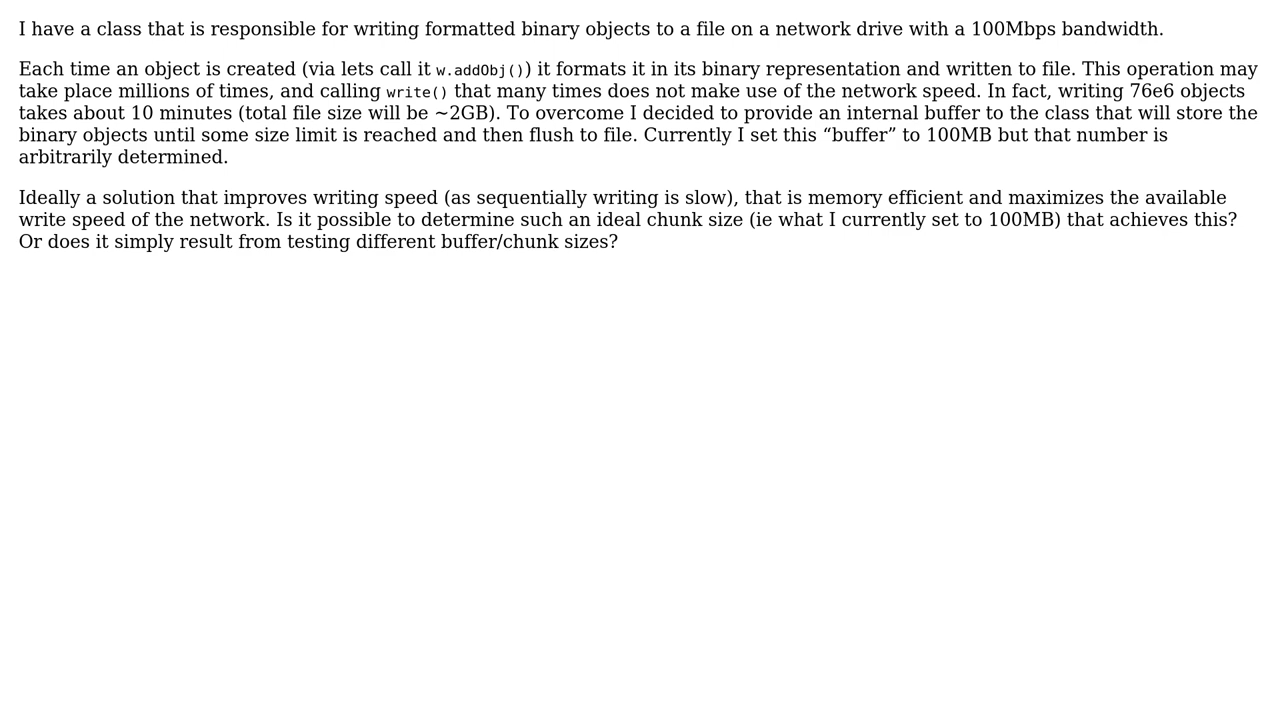 I have a class that is responsible for writing formatted binary objects to a file on a network drive with a 100Mbps bandwidth.
Each time an object is created (via lets call it w.addObj()) it formats it in its binary representation and written to file. This operation may
take place millions of times, and calling write() that many times does not make use of the network speed. In fact, writing 76e6 objects
takes about 10 minutes (total file size will be ~2GB). To overcome I decided to provide an internal buffer to the class that will store the
binary objects until some size limit is reached and then flush to file. Currently I set this “buffer” to 100MB but that number is
arbitrarily determined.
Ideally a solution that improves writing speed (as sequentially writing is slow), that is memory efficient and maximizes the available
write speed of the network. Is it possible to determine such an ideal chunk size (ie what I currently set to 100MB) that achieves this?
Or does it simply result from testing different buffer/chunk sizes?